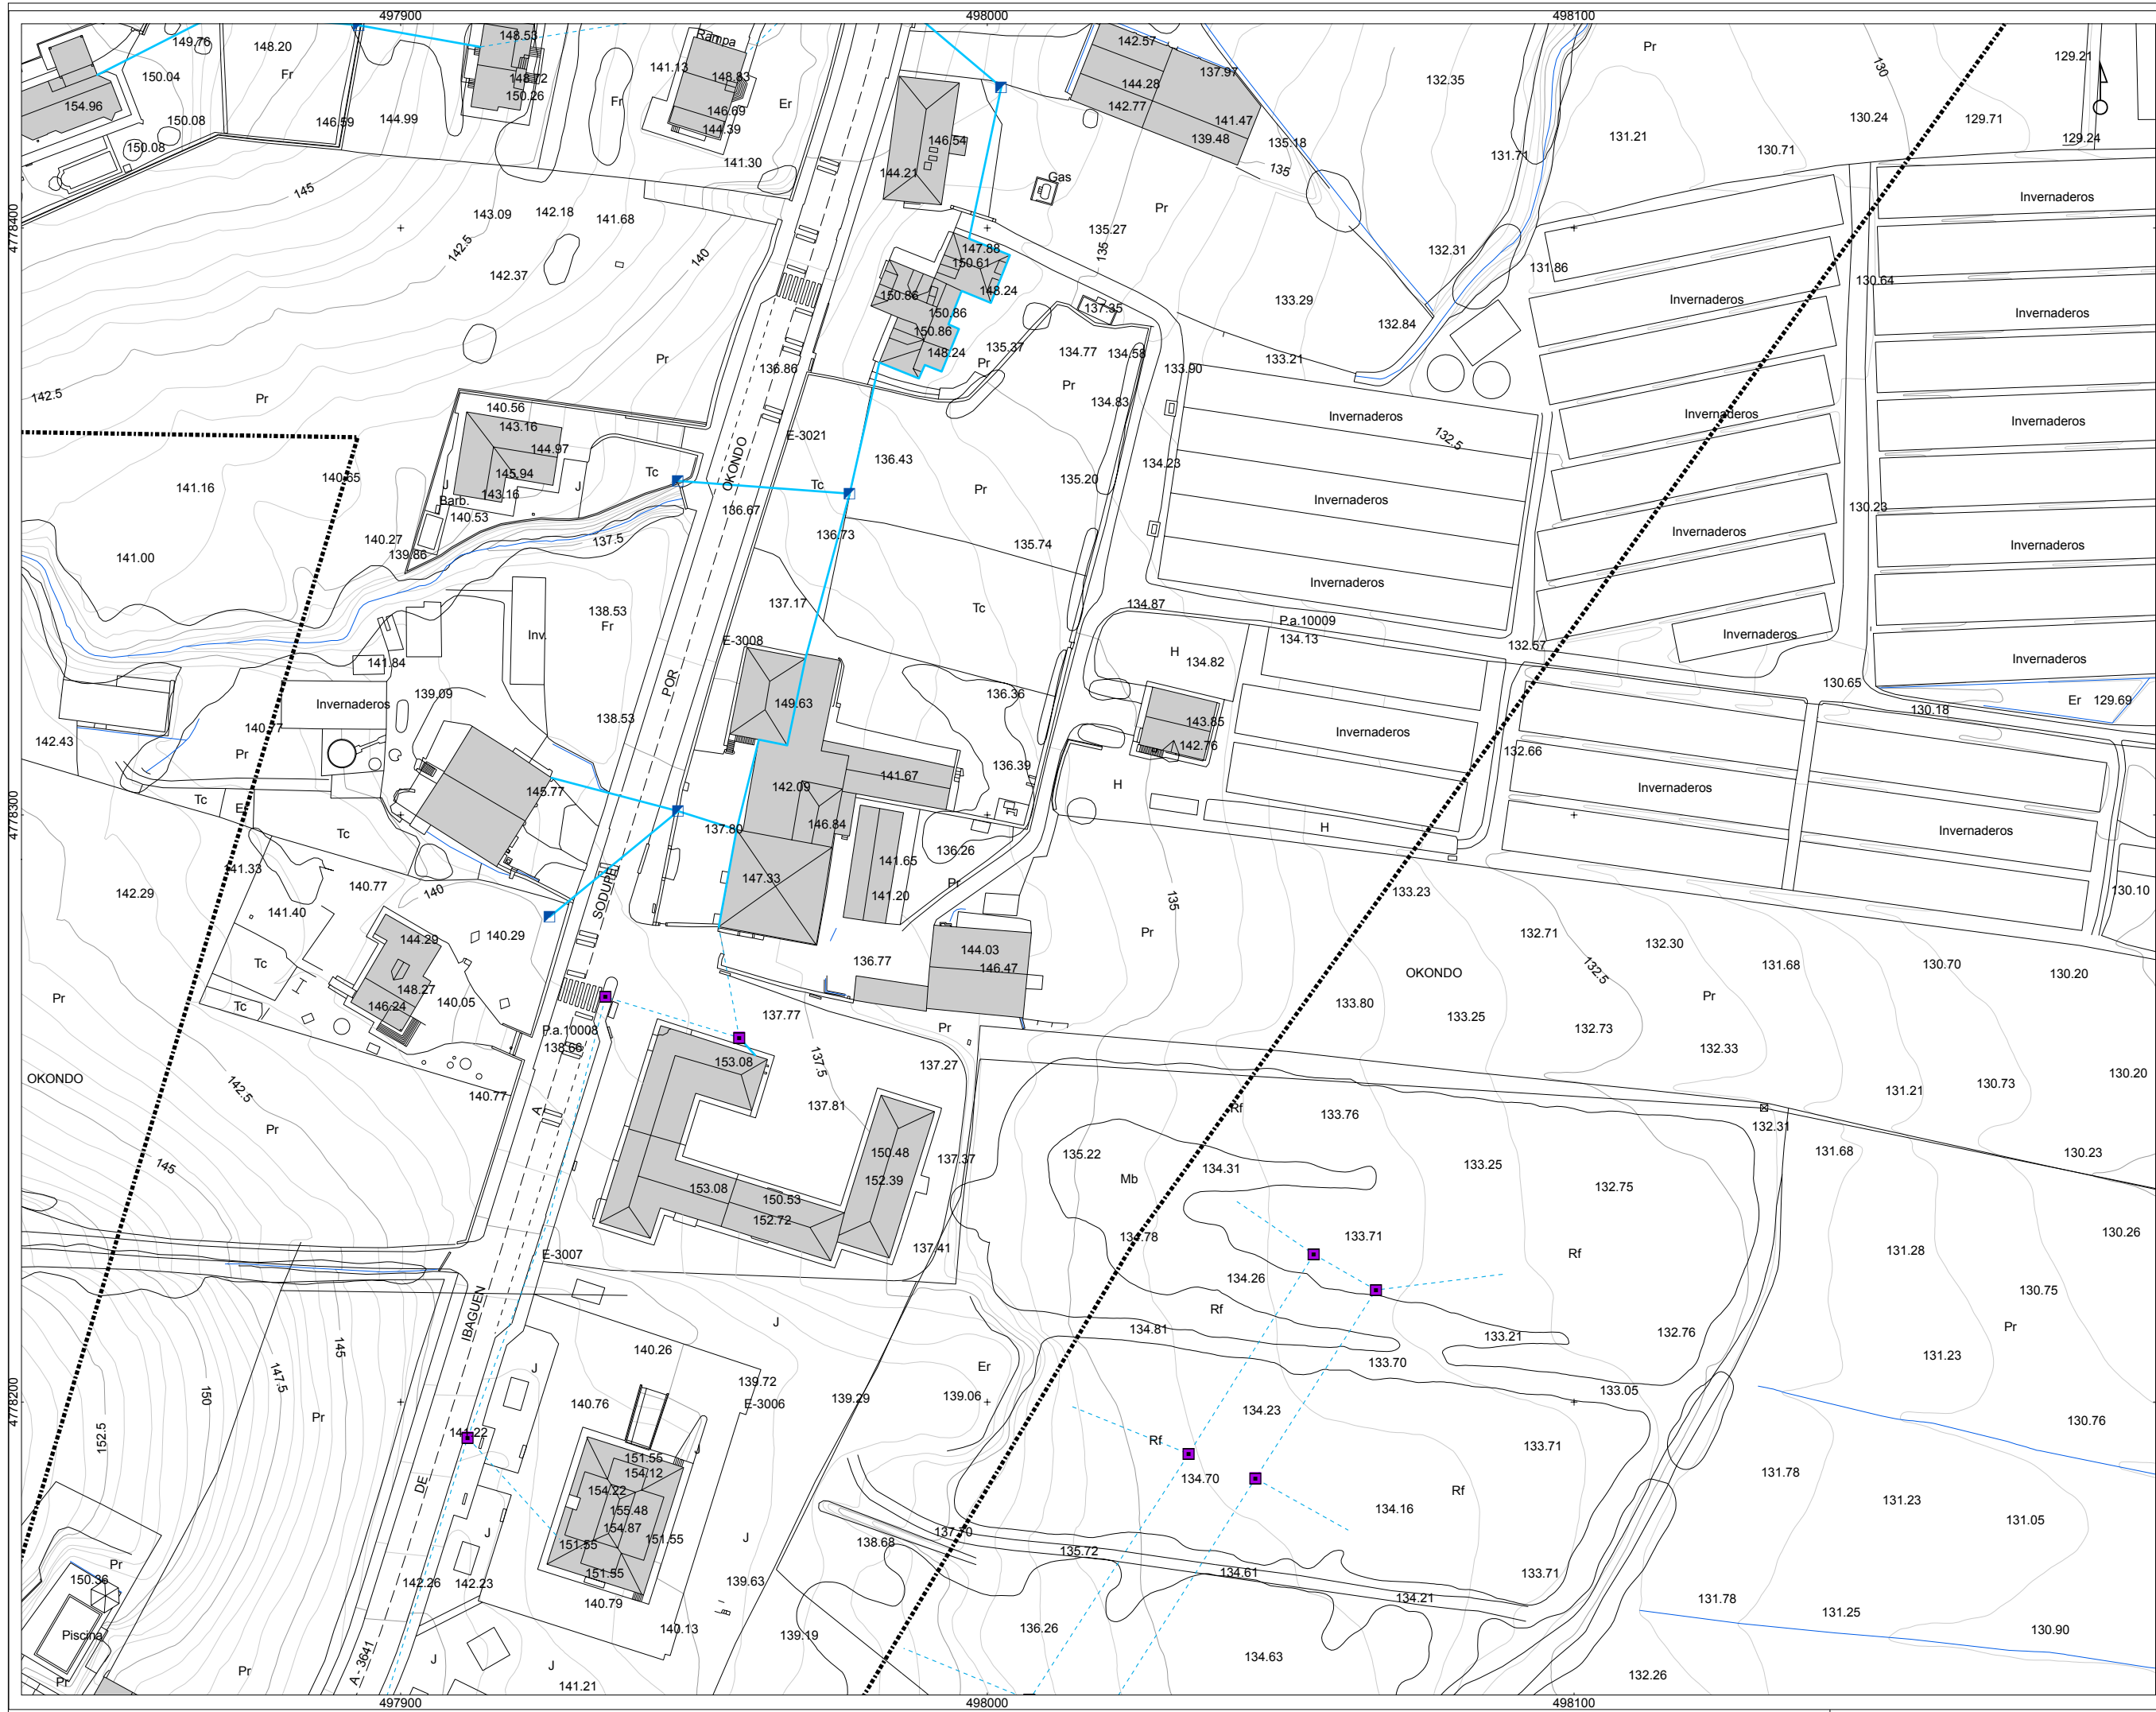 497900
498000
498100
149.76
148.20
148.53
Rampa
142.57
Pr
130
129.21
150.04
Fr
148.72
141.13
148.83
144.28
137.97
132.35
154.96
150.26
Fr
Er
142.77
146.69
141.47
130.24
129.71
150.08
146.59
144.99
144.39
139.48
135.18
131.21
129.24
150.08
141.30
146.54
131.71
130.71
145
144.21
Gas
135
Invernaderos
4778400
143.09
142.18
141.68
Pr
135.27
142.5
140
147.88
135
132.31
142.37
150.61
131.86
130.64
150.86
148.24
133.29
Invernaderos
150.86
137.35
Invernaderos
150.86
132.84
148.24
135.37
134.77
134.58
Pr
Pr
133.21
136.86
133.90
142.5
Pr
Pr
140.56
134.83
Invernaderos
Invernaderos
Invernaderos
143.16
OKONDO
E-3021
132.5
144.97
136.43
134.23
140.65
Tc
145.94
Tc
Pr
135.20
141.16
J
J
143.16
Invernaderos
Barb.
136.67
130.23
140.53
136.73
Invernaderos
140.27
137.5
135.74
Invernaderos
141.00
139.86
Invernaderos
137.17
134.87
138.53
Tc
Fr
P.a.10009
Inv.
E-3008
134.13
132.57
Invernaderos
141.84
H
134.82
Invernaderos
POR
139.09
136.36
130.65
Invernaderos
149.63
Er
129.69
138.53
143.85
130.18
140.77
Invernaderos
142.43
142.76
132.66
Pr
136.39
141.67
145.77
142.09
H
Invernaderos
Tc
E
4778300
Tc
137.80
146.84
H
Invernaderos
141.65
136.26
141.33
147.33
Pr
140.77
140
SODUPE
142.29
141.20
135
133.23
130.10
141.40
144.29
140.29
Pr
132.71
132.30
144.03
Tc
136.77
146.47
OKONDO
132.5
131.68
130.70
130.20
148.27
Pr
Pr
Tc
146.24
140.05
137.77
133.80
133.25
132.73
P.a.10008
Pr
138.66
153.08
137.5
137.27
132.33
OKONDO
142.5
130.73
130.20
140.77
137.81
Rf
133.76
131.21
A
132.31
Pr
150.48
131.68
145
137.37
135.22
134.31
133.25
130.23
152.39
Mb
153.08
150.53
132.75
152.72
134.78
133.71
130.26
E-3007
137.41
Rf
131.28
134.26
130.75
IBAGUEN
Rf
J
134.81
Pr
145
140.26
133.21
132.76
Er
133.70
131.23
147.5
J
139.72
4778200
150
139.29
139.06
133.05
140.76
E-3006
134.23
Pr
130.76
152.5
141.22
Rf
133.71
J
151.55
154.12
134.70
131.78
DE
154.22
Rf
131.23
155.48
134.16
131.05
154.87
137.70
J
151.55
151.55
J
138.68
135.72
Pr
151.55
134.61
133.71
150.36
142.26
142.23
139.63
134.21
140.79
131.78
131.25
Piscina
140.13
139.19
136.26
130.90
A - 3641
J
J
134.63
Pr
Pr
141.21
132.26
497900
498000
498100